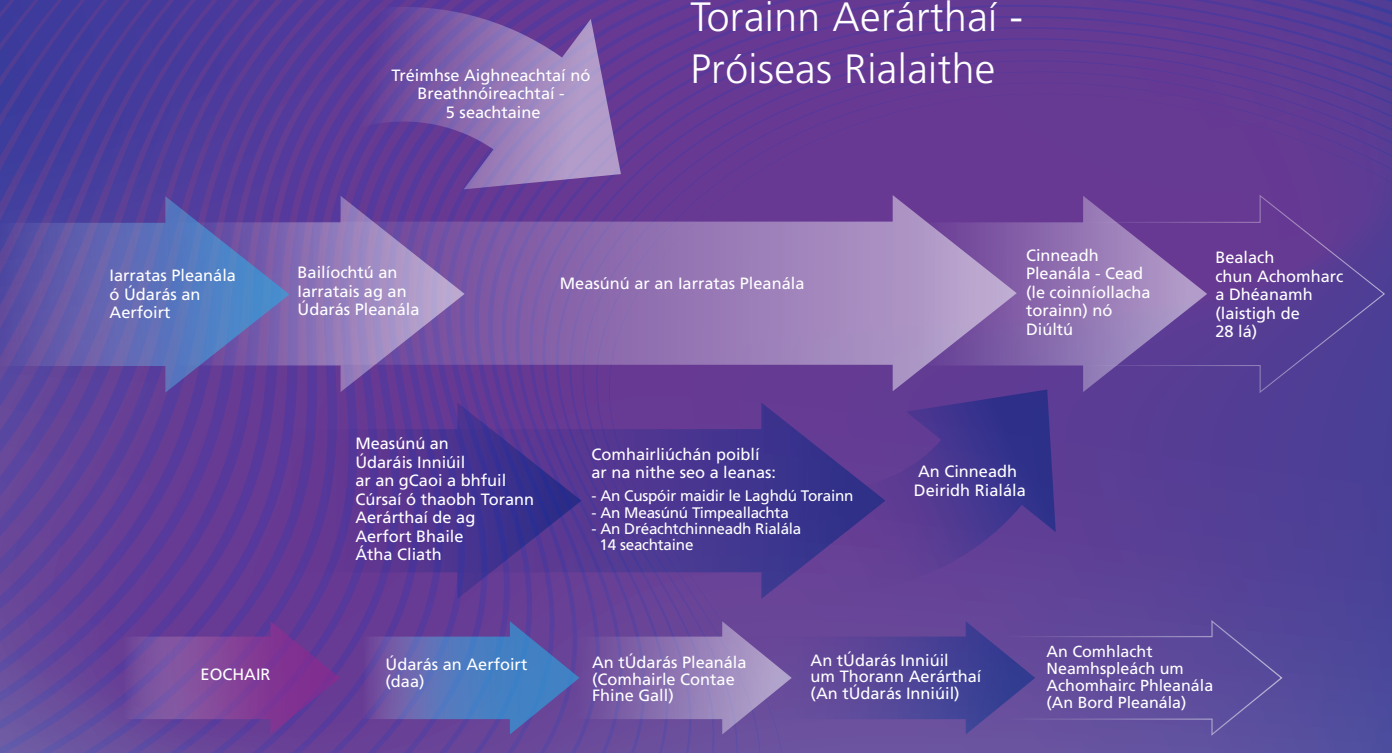 Torainn Aerárthaí -
Próiseas Rialaithe
Tréimhse Aighneachtaí nó
Breathnóireachtaí -
5 seachtaine
Iarratas Pleanála
ó Údarás an
Aerfoirt
Bailíochtú an
Iarratais ag an
Údarás Pleanála
Measúnú ar an Iarratas Pleanála
Cinneadh
Pleanála - Cead
(le coinníollacha
torainn) nó
Diúltú
Bealach
chun Achomharc
a Dhéanamh
(laistigh de
28 lá)
Measúnú an
Údaráis Inniúil
ar an gCaoi a bhfuil
Cúrsaí ó thaobh Torann
Aerárthaí de ag
Aerfort Bhaile
Átha Cliath
Comhairliúchán poiblí
ar na nithe seo a leanas:
- An Cuspóir maidir le Laghdú Torainn
- An Measúnú Timpeallachta
- An Dréachtchinneadh Rialála
14 seachtaine
An Cinneadh
Deiridh Rialála
EOCHAIR
Údarás an Aerfoirt
(daa)
An tÚdarás Pleanála
(Comhairle Contae
Fhine Gall)
An tÚdarás Inniúil
um Thorann Aerárthaí
(An tÚdarás Inniúil)
An Comhlacht
Neamhspleách um
Achomhairc Phleanála
(An Bord Pleanála)